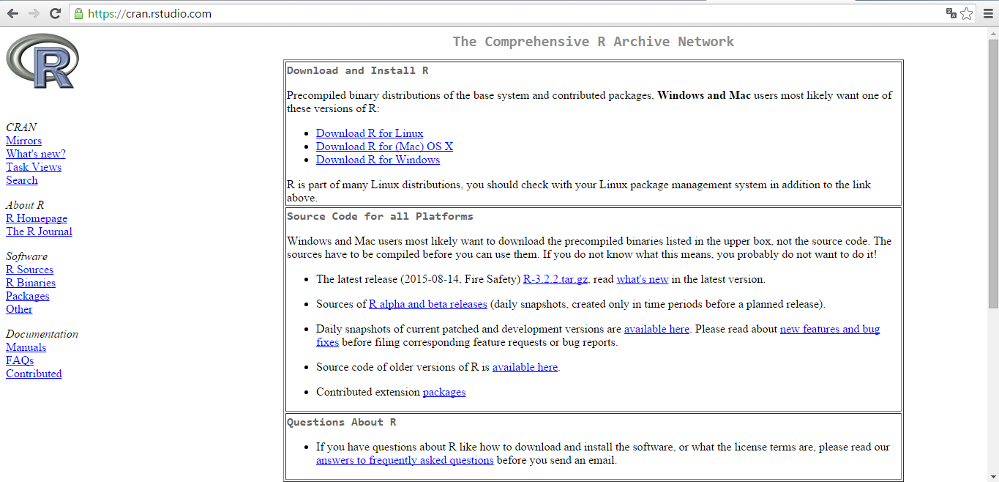 https://cran.rstudio.com
R
CRAN
Mirrors
What's new?
Task Views
Search
About R
R Homepage
The R Journal
Software
R Sources
R Binaries
Packages
Other
Documentation
Manuals
FAQs
Contributed
The Comprehensive R Archive Network
Download and Install R
Precompiled binary distributions of the base system and contributed packages, Windows and Mac users most likely want one of
these versions of R:
Download R for Linux
Download R for (Mac) OS X
Download R for Windows
R is part of many Linux distributions, you should check with your Linux package management system in addition to the link
above.
Source Code for all Platforms
Windows and Mac users most likely want to download the precompiled binaries listed in the upper box, not the source code. The
sources have to be compiled before you can use them. If you do not know what this means, you probably do not want to do it!
The latest release (2015-08-14, Fire Safety) R-3.2.2.tar.gz, read what's new in the latest version.
Sources of R alpha and beta releases (daily snapshots, created only in time periods before a planned release).
Daily snapshots of current patched and development versions are available here. Please read about new features and bug
fixes before filing corresponding feature requests or bug reports.
Source code of older versions of R is available here.
Contributed extension packages
Questions About R
If you have questions about R like how to download and install the software, or what the license terms are, please read our
answers to frequently asked questions before you send an email.